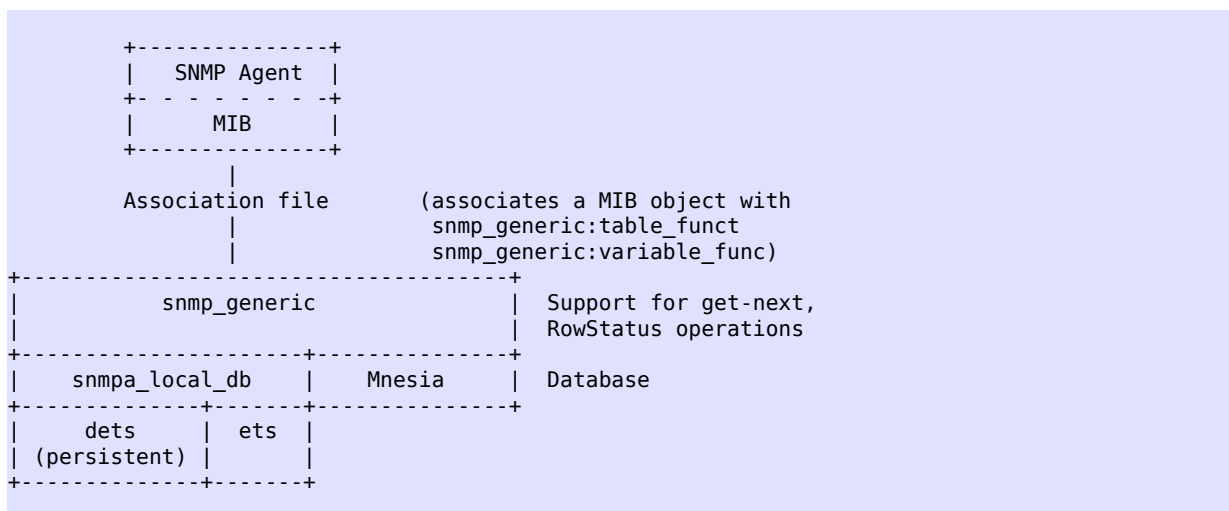 +---------------+
|   SNMP Agent  |
+- - - - - - - -+
|      MIB      |
+---------------+
|
Association file       (associates a MIB object with
|               snmp_generic:table_funct
|               snmp_generic:variable_func)
+--------------------------------------+
|           snmp_generic               |  Support for get-next,
|                                      |  RowStatus operations
+----------------------+---------------+
|    snmpa_local_db    |    Mnesia     |  Database
+--------------+-------+---------------+
|     dets     |  ets  |
| (persistent) |       |
+--------------+-------+